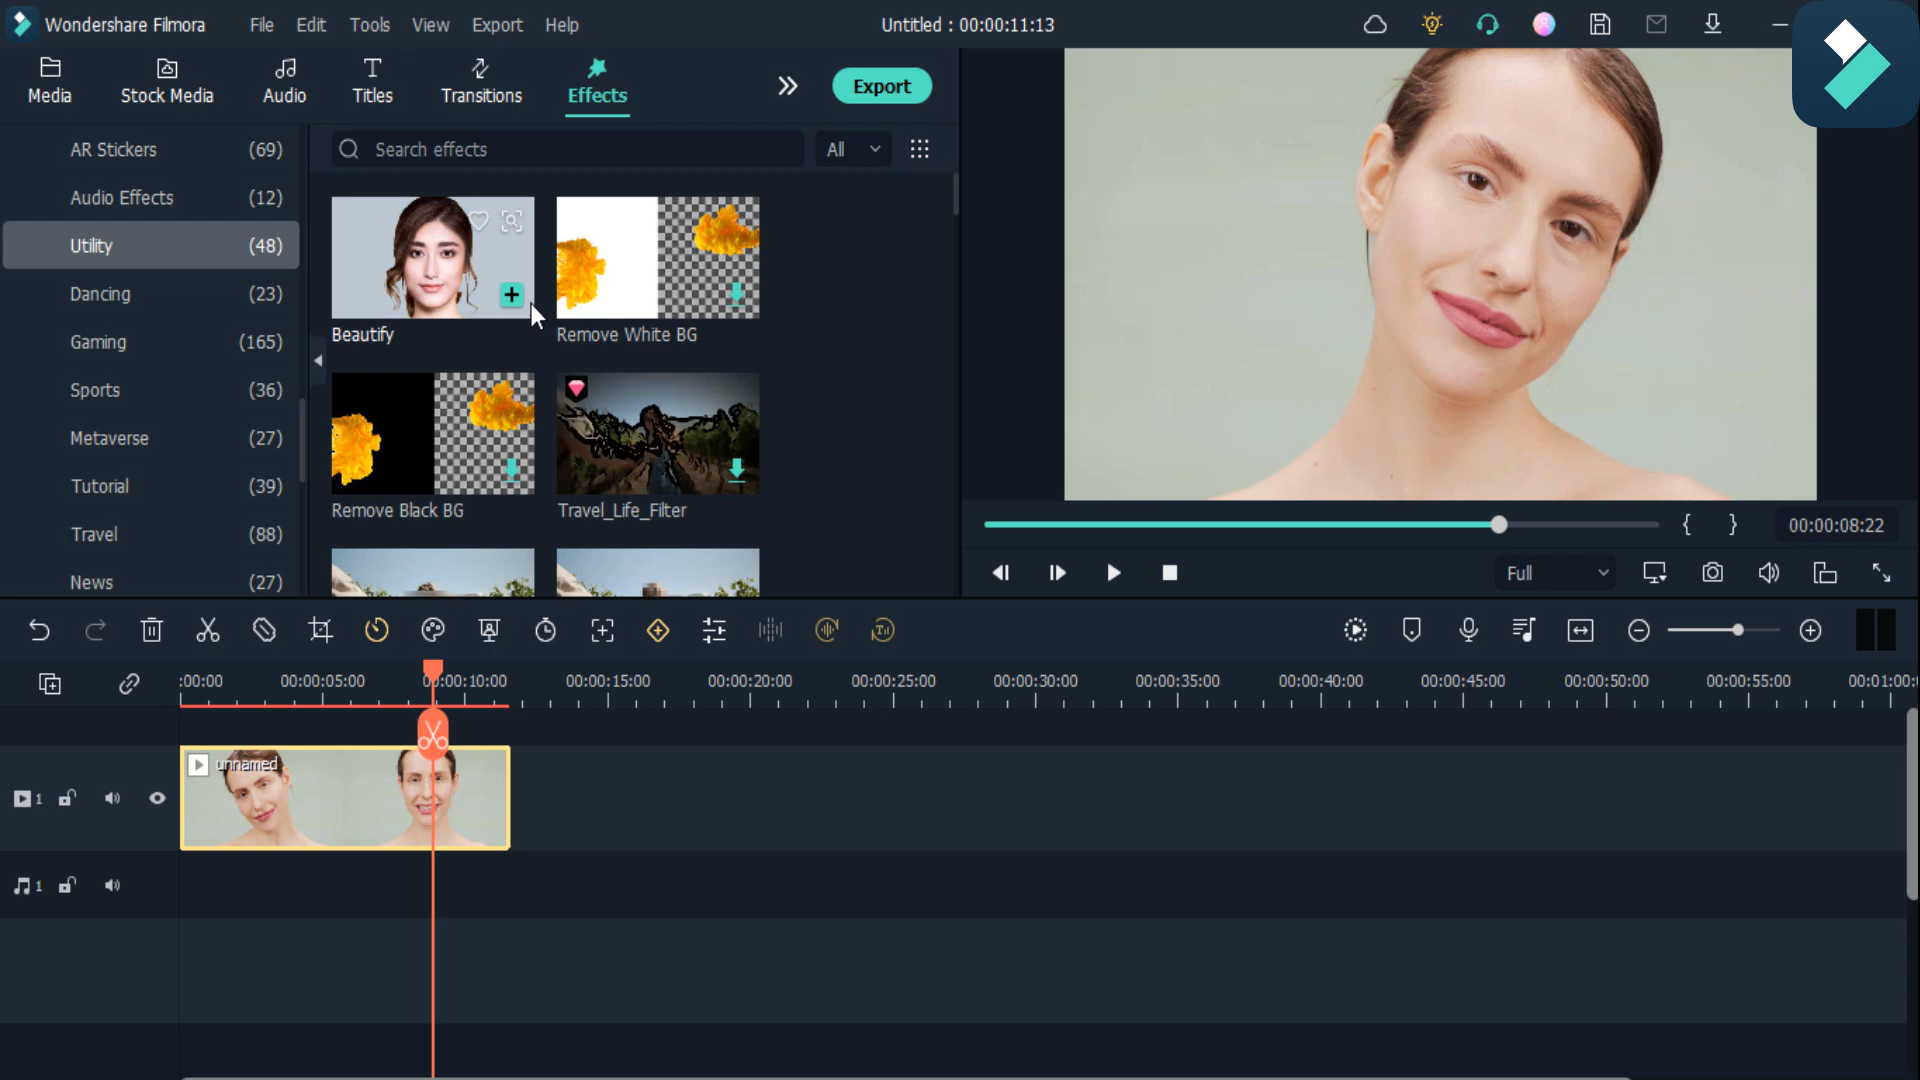 Wondershare Filmora File Edit Tools View Export Help Untitled : 00:00:11:13
Media Stock Media Audio Titles Transitions Effects Export
AR Stickers (69)
Search effects All
Audio Effects (12)
Utility (48)
Dancing (23)
Gaming (165)
Sports (36)
Metaverse (27)
Tutorial (39)
Travel (88)
News (27)
Beautify
Remove White BG
Remove Black BG
Travel_Life_Filter
{ } 00:00:08:22
Full
:00:00 00:00:05:00 00:00:10:00 00:00:15:00 00:00:20:00 00:00:25:00 00:00:30:00 00:00:35:00 00:00:40:00 00:00:45:00 00:00:50:00 00:00:55:00 00:01:00:
unnamed
1
1